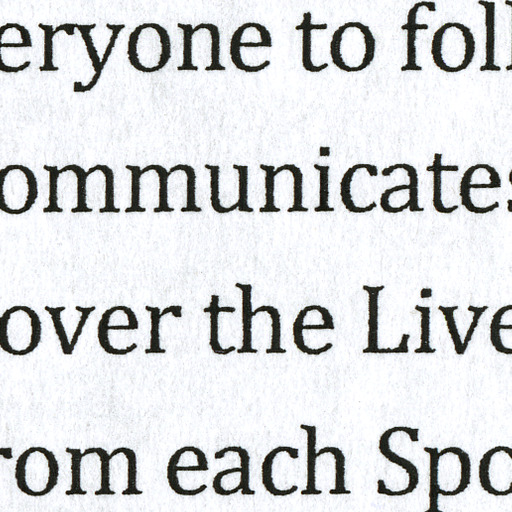 eryone to foll
ommunicates
over the Live
rom each Spo